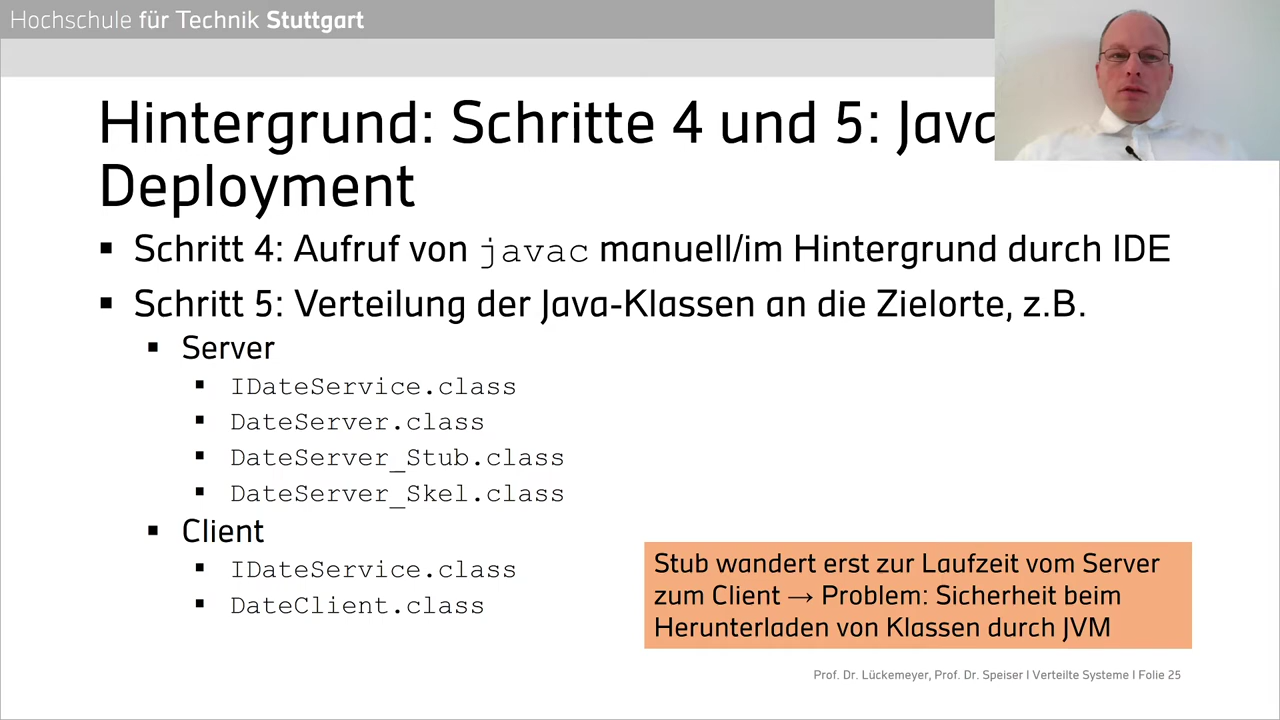 Hochschule für Technik Stuttgart
Hintergrund: Schritte 4 und 5: Java
Deployment
▪ Schritt 4: Aufruf von javac manuell/im Hintergrund durch IDE
▪ Schritt 5: Verteilung der Java-Klassen an die Zielorte, z.B.
▪ Server
▪ IDateService.class
▪ DateServer.class
▪ DateServer_Stub.class
▪ DateServer_Skel.class
▪ Client
▪ IDateService.class
▪ DateClient.class
Stub wandert erst zur Laufzeit vom Server
zum Client → Problem: Sicherheit beim
Herunterladen von Klassen durch JVM
Prof. Dr. Lückemeyer, Prof. Dr. Speiser I Verteilte Systeme I Folie 25